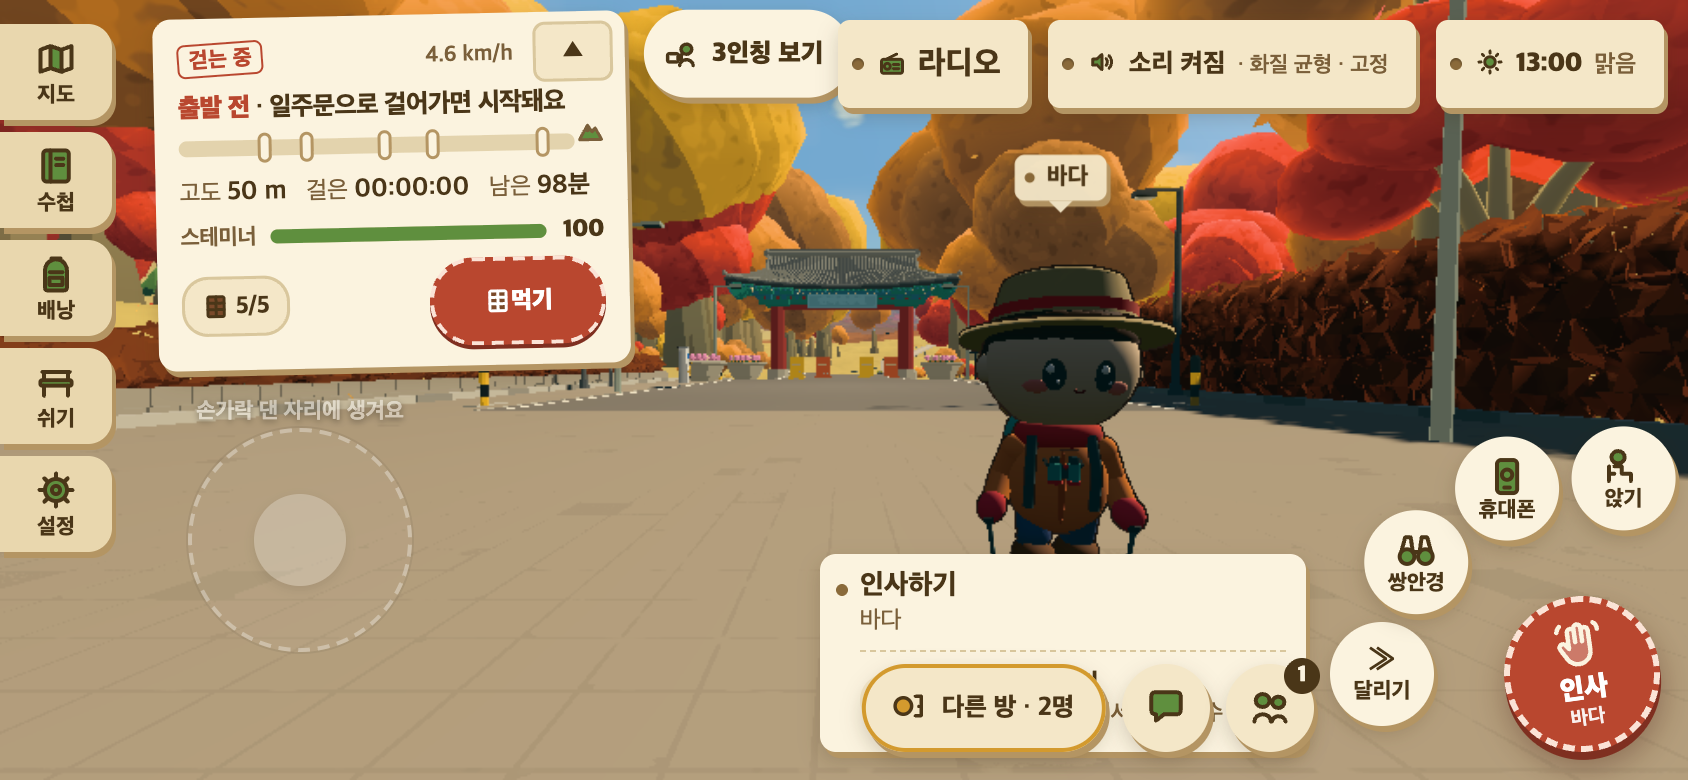 지도
수첩
배낭
쉬기
설정
걷는 중
4.6 km/h
출발 전 · 일주문으로 걸어가면 시작돼요
고도 50 m 걸은 00:00:00 남은 98분
스테미너 100
5/5
먹기
3인칭 보기
라디오
소리 켜짐 · 화질 균형 · 고정
13:00 맑음
바다
손가락 댄 자리에 생겨요
휴대폰
앉기
쌍안경
달리기
인사
바다
인사하기
바다
다른 방 · 2명
1